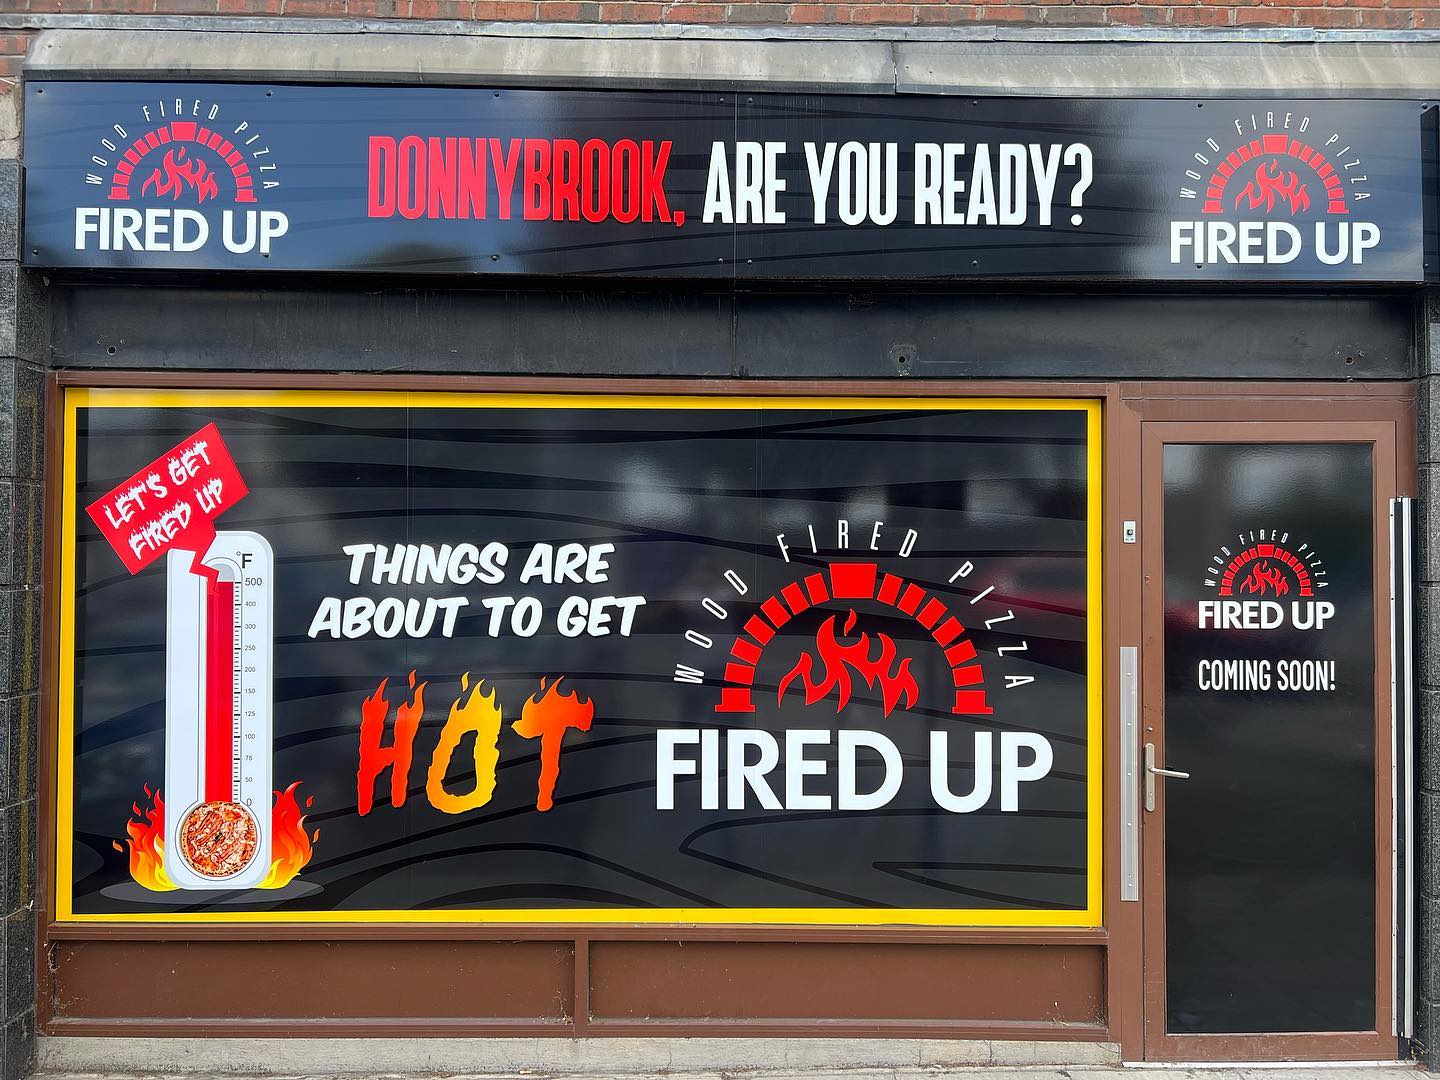 WOOD FIRED PIZZA
FIRED UP
DONNYBROOK, ARE YOU READY?
WOOD FIRED PIZZA
FIRED UP
LET'S GET
FIRED UP
°F
500
400
300
250
200
150
125
100
75
50
0
THINGS ARE
ABOUT TO GET
HOT
WOOD FIRED PIZZA
FIRED UP
WOOD FIRED PIZZA
FIRED UP
COMING SOON!